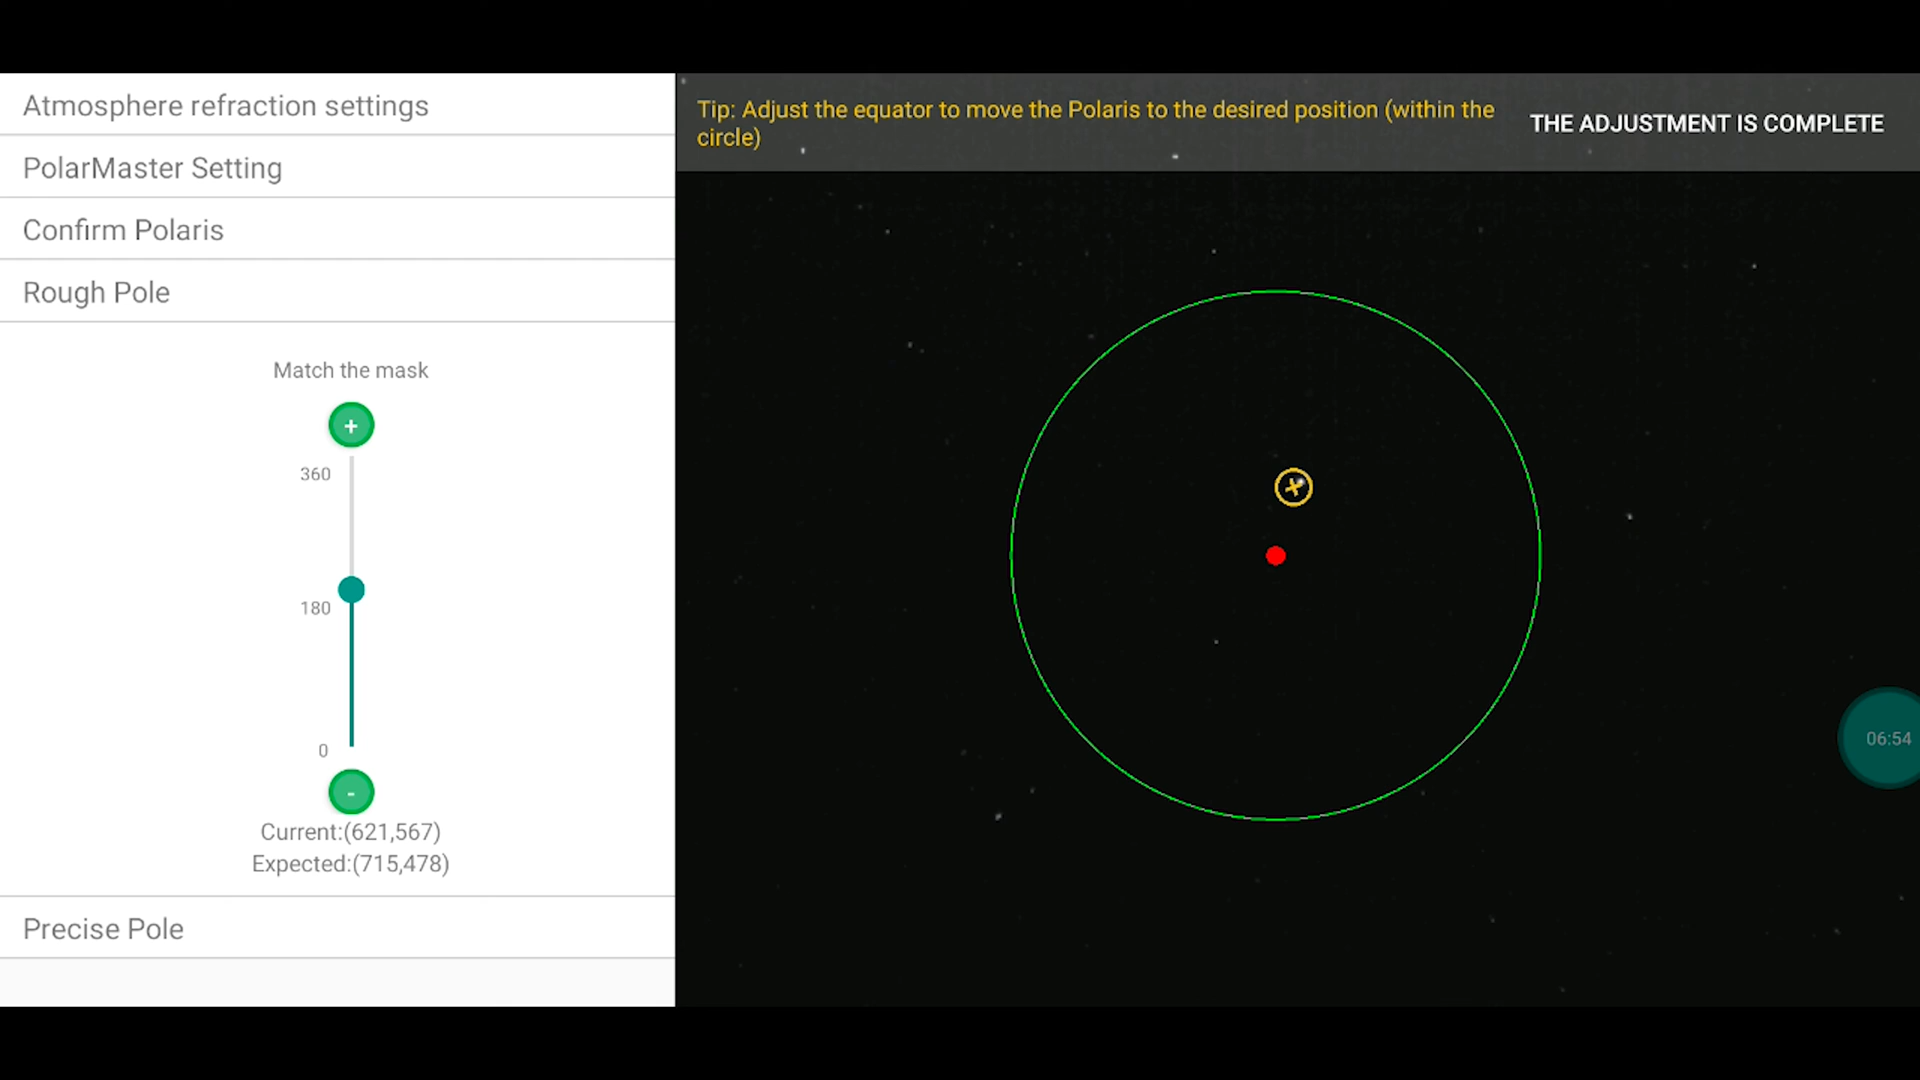 Atmosphere refraction settings
PolarMaster Setting
Confirm Polaris
Rough Pole
Match the mask
+
360
180
0
-
Current:(621,567)
Expected:(715,478)
Precise Pole
Tip: Adjust the equator to move the Polaris to the desired position (within the
circle)
THE ADJUSTMENT IS COMPLETE
06:54